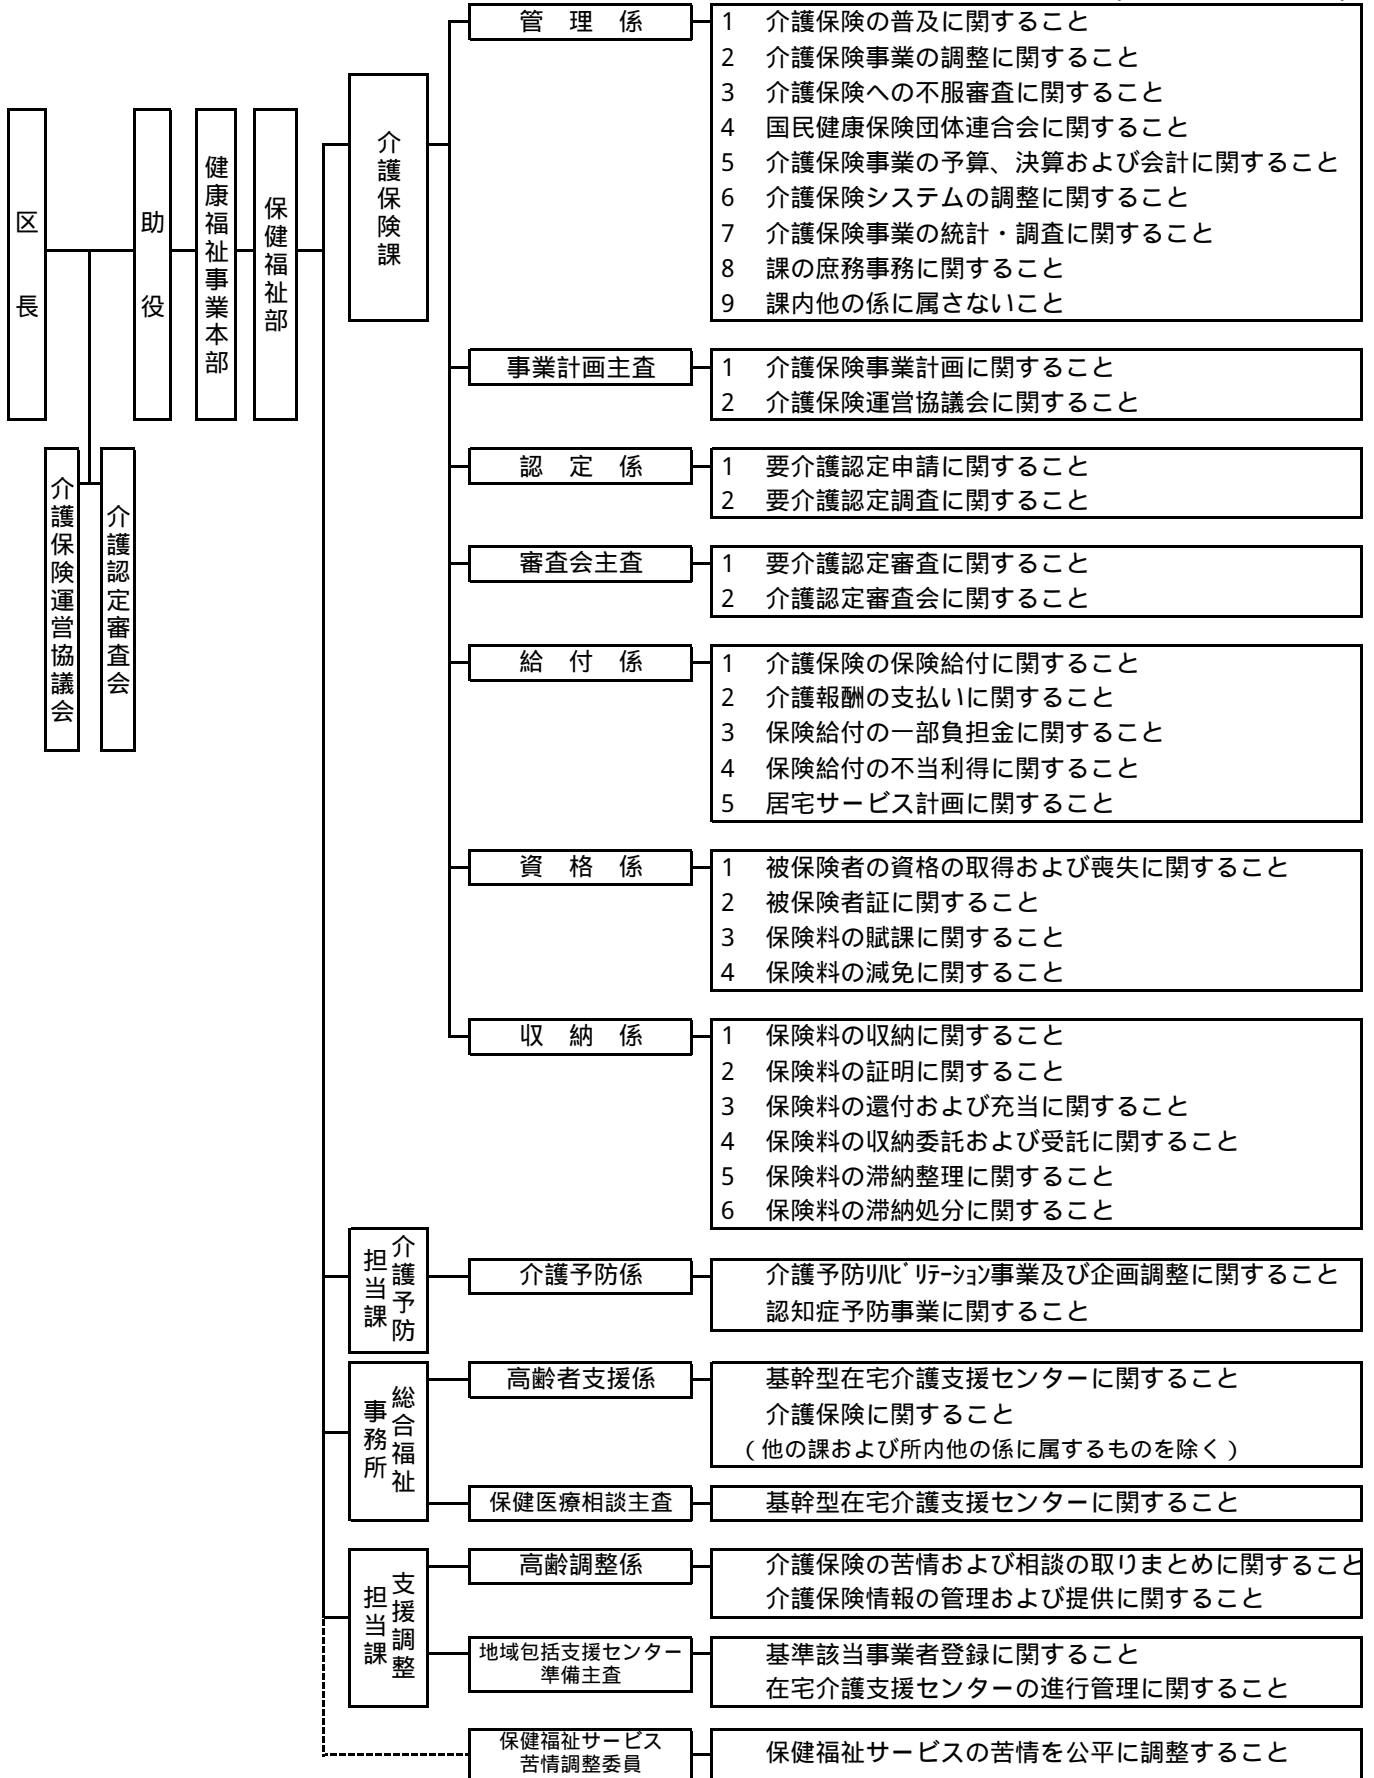 区長
助役
健康福祉事業本部
保健福祉部
介護保険運営協議会
介護認定審査会
介護保険課
管理係
1 介護保険の普及に関すること
2 介護保険事業の調整に関すること
3 介護保険への不服審査に関すること
4 国民健康保険団体連合会に関すること
5 介護保険事業の予算、決算および会計に関すること
6 介護保険システムの調整に関すること
7 介護保険事業の統計・調査に関すること
8 課の庶務事務に関すること
9 課内他の係に属さないこと
事業計画主査
1 介護保険事業計画に関すること
2 介護保険運営協議会に関すること
認定係
1 要介護認定申請に関すること
2 要介護認定調査に関すること
審査会主査
1 要介護認定審査に関すること
2 介護認定審査会に関すること
給付係
1 介護保険の保険給付に関すること
2 介護報酬の支払いに関すること
3 保険給付の一部負担金に関すること
4 保険給付の不当利得に関すること
5 居宅サービス計画に関すること
資格係
1 被保険者の資格の取得および喪失に関すること
2 被保険者証に関すること
3 保険料の賦課に関すること
4 保険料の減免に関すること
収納係
1 保険料の収納に関すること
2 保険料の証明に関すること
3 保険料の還付および充当に関すること
4 保険料の収納委託および受託に関すること
5 保険料の滞納整理に関すること
6 保険料の滞納処分に関すること
介護予防
担当課
介護予防係
介護予防ﾘﾊﾋﾞﾘﾃｰｼｮﾝ事業及び企画調整に関すること
認知症予防事業に関すること
総合福祉
事務所
高齢者支援係
基幹型在宅介護支援センターに関すること
介護保険に関すること
(他の課および所内他の係に属するものを除く)
保健医療相談主査
基幹型在宅介護支援センターに関すること
支援調整
担当課
高齢調整係
介護保険の苦情および相談の取りまとめに関すること
介護保険情報の管理および提供に関すること
地域包括支援センター
準備主査
基準該当事業者登録に関すること
在宅介護支援センターの進行管理に関すること
保健福祉サービス
苦情調整委員
保健福祉サービスの苦情を公平に調整すること